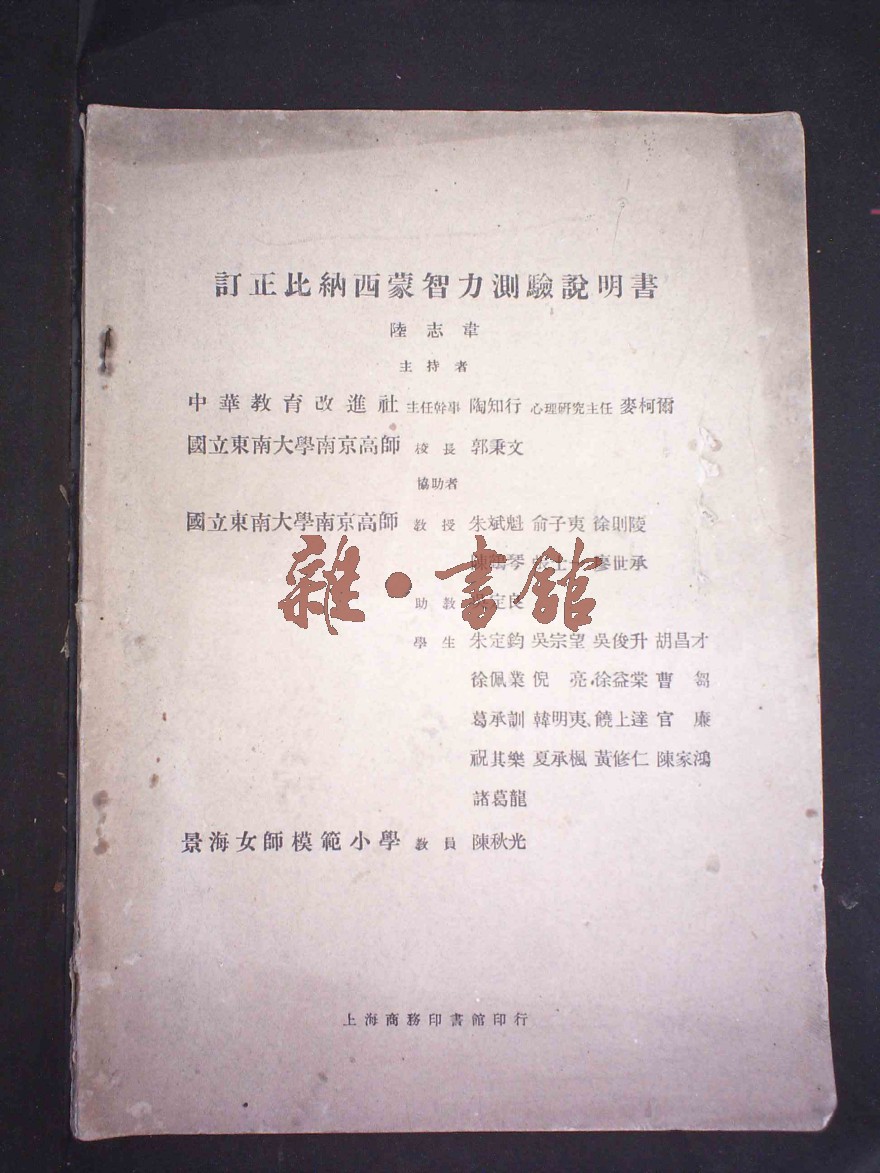 訂正比納西蒙智力測驗說明書
陸志韋
主持者
中華教育改進社 主任幹事 陶知行 心理研究主任 麥柯爾
國立東南大學南京高師 校長 郭秉文
協助者
國立東南大學南京高師 教授 朱斌魁 俞子夷 徐則陵
陳鶴琴 廖世承
助教 定良
學生 朱定鈞 吳宗望 吳俊升 胡昌才
徐佩業 倪亮 徐益棠 曹芻
葛承訓 韓明夷 饒上達 官廉
祝其樂 夏承楓 黃修仁 陳家鴻
諸葛龍
景海女師模範小學 教員 陳秋光
上海商務印書館印行
雜·書館